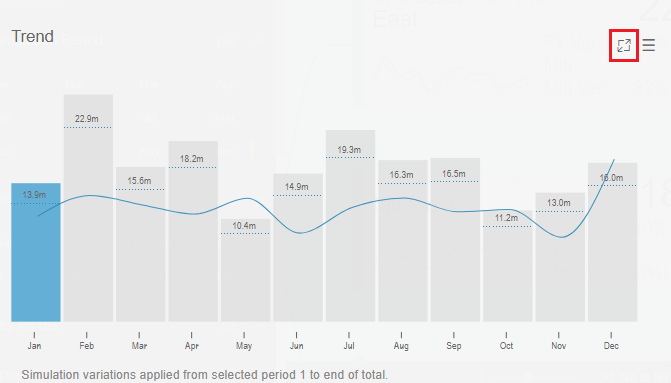 Trend
22.9m
19.3m
18.2m
16.3m
16.5m
15.6m
16.0m
14.9m
13.9m
13.0m
11.2m
10.4m
Jan Feb Mar Apr May Jun Jul Aug Sep Oct Nov Dec
Simulation variations applied from selected period 1 to end of total.